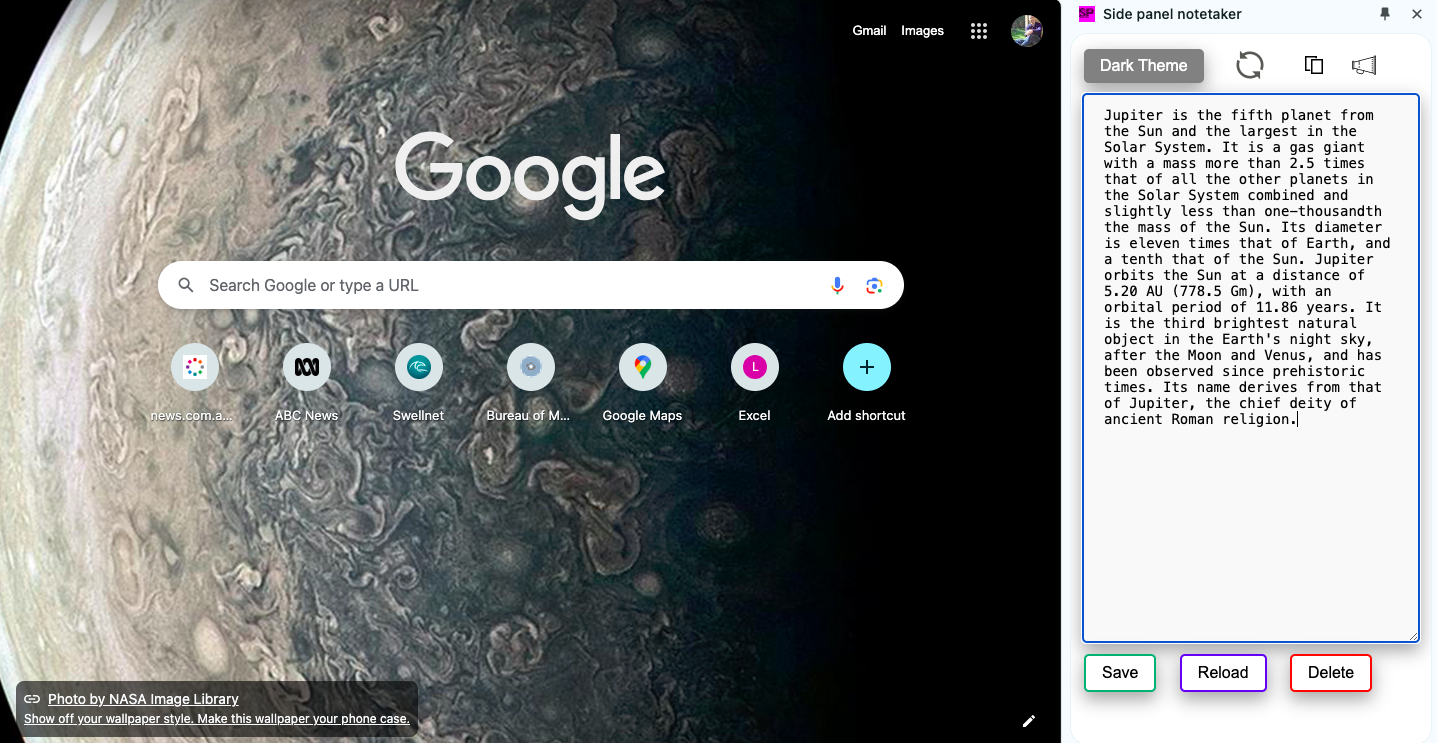 Gmail Images
Google
Search Google or type a URL
news.com.a... ABC News Swellnet Bureau of M... Google Maps L Excel Add shortcut
Photo by NASA Image Library
Show off your wallpaper style. Make this wallpaper your phone case.
SP Side panel notetaker
Dark Theme
Jupiter is the fifth planet from
the Sun and the largest in the
Solar System. It is a gas giant
with a mass more than 2.5 times
that of all the other planets in
the Solar System combined and
slightly less than one-thousandth
the mass of the Sun. Its diameter
is eleven times that of Earth, and
a tenth that of the Sun. Jupiter
orbits the Sun at a distance of
5.20 AU (778.5 Gm), with an
orbital period of 11.86 years. It
is the third brightest natural
object in the Earth's night sky,
after the Moon and Venus, and has
been observed since prehistoric
times. Its name derives from that
of Jupiter, the chief deity of
ancient Roman religion.
Save Reload Delete